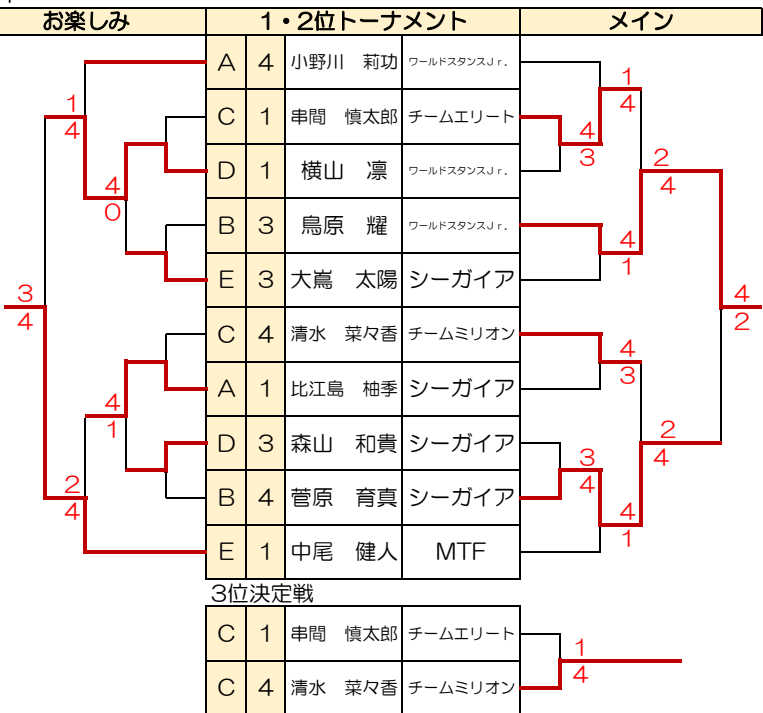 お楽しみ 1・2位トーナメント メイン
A 4 小野川 莉功 ワールドスタンスJr.
1
4
1
4
C 1 串間 慎太郎 チームエリート
4
3
D 1 横山 凛 ワールドスタンスJr.
4
0
2
4
B 3 鳥原 耀 ワールドスタンスJr.
4
1
E 3 大嶌 太陽 シーガイア
3
4
4
2
C 4 清水 菜々香 チームミリオン
4
3
A 1 比江島 柚季 シーガイア
4
1
2
4
D 3 森山 和貴 シーガイア
3
4
B 4 菅原 育真 シーガイア
2
4
4
1
E 1 中尾 健人 MTF
3位決定戦
C 1 串間 慎太郎 チームエリート
1
4
C 4 清水 菜々香 チームミリオン